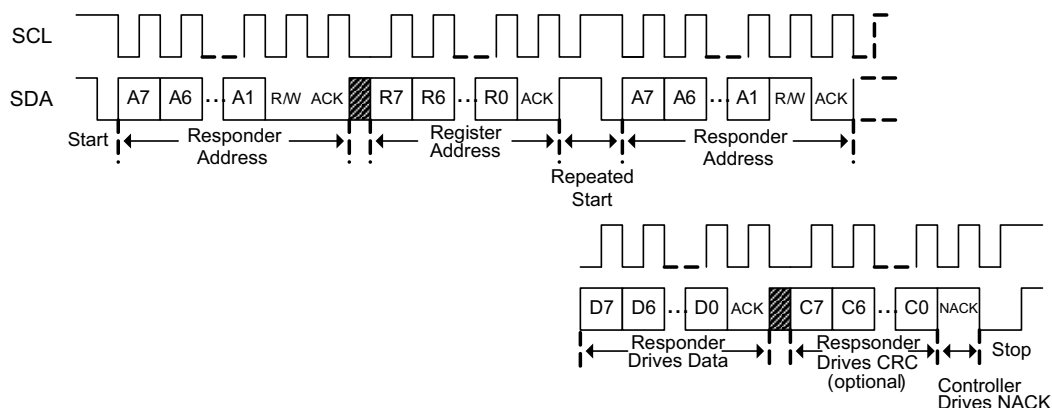 SCL
SDA
A7 A6 ... A1 R/W ACK R7 R6 ... R0 ACK A7 A6 ... A1 R/W ACK
Start
Responder
Address
Register
Address
Repeated
Start
Responder
Address
D7 D6 ... D0 ACK C7 C6 ... C0 NACK
Responder
Drives Data
Respsonder
Drives CRC
(optional)
Stop
Controller
Drives NACK